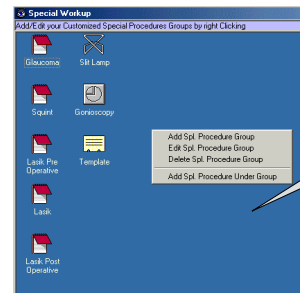 Special Workup
Add/Edit your Customized Special Procedures Groups by right Clicking
Glaucoma
Slit Lamp
Squint
Gonioscopy
Lasik Pre
Operative
Template
Lasik
Lasik Post
Operative
Add Spl. Procedure Group
Edit Spl. Procedure Group
Delete Spl. Procedure Group
Add Spl. Procedure Under Group